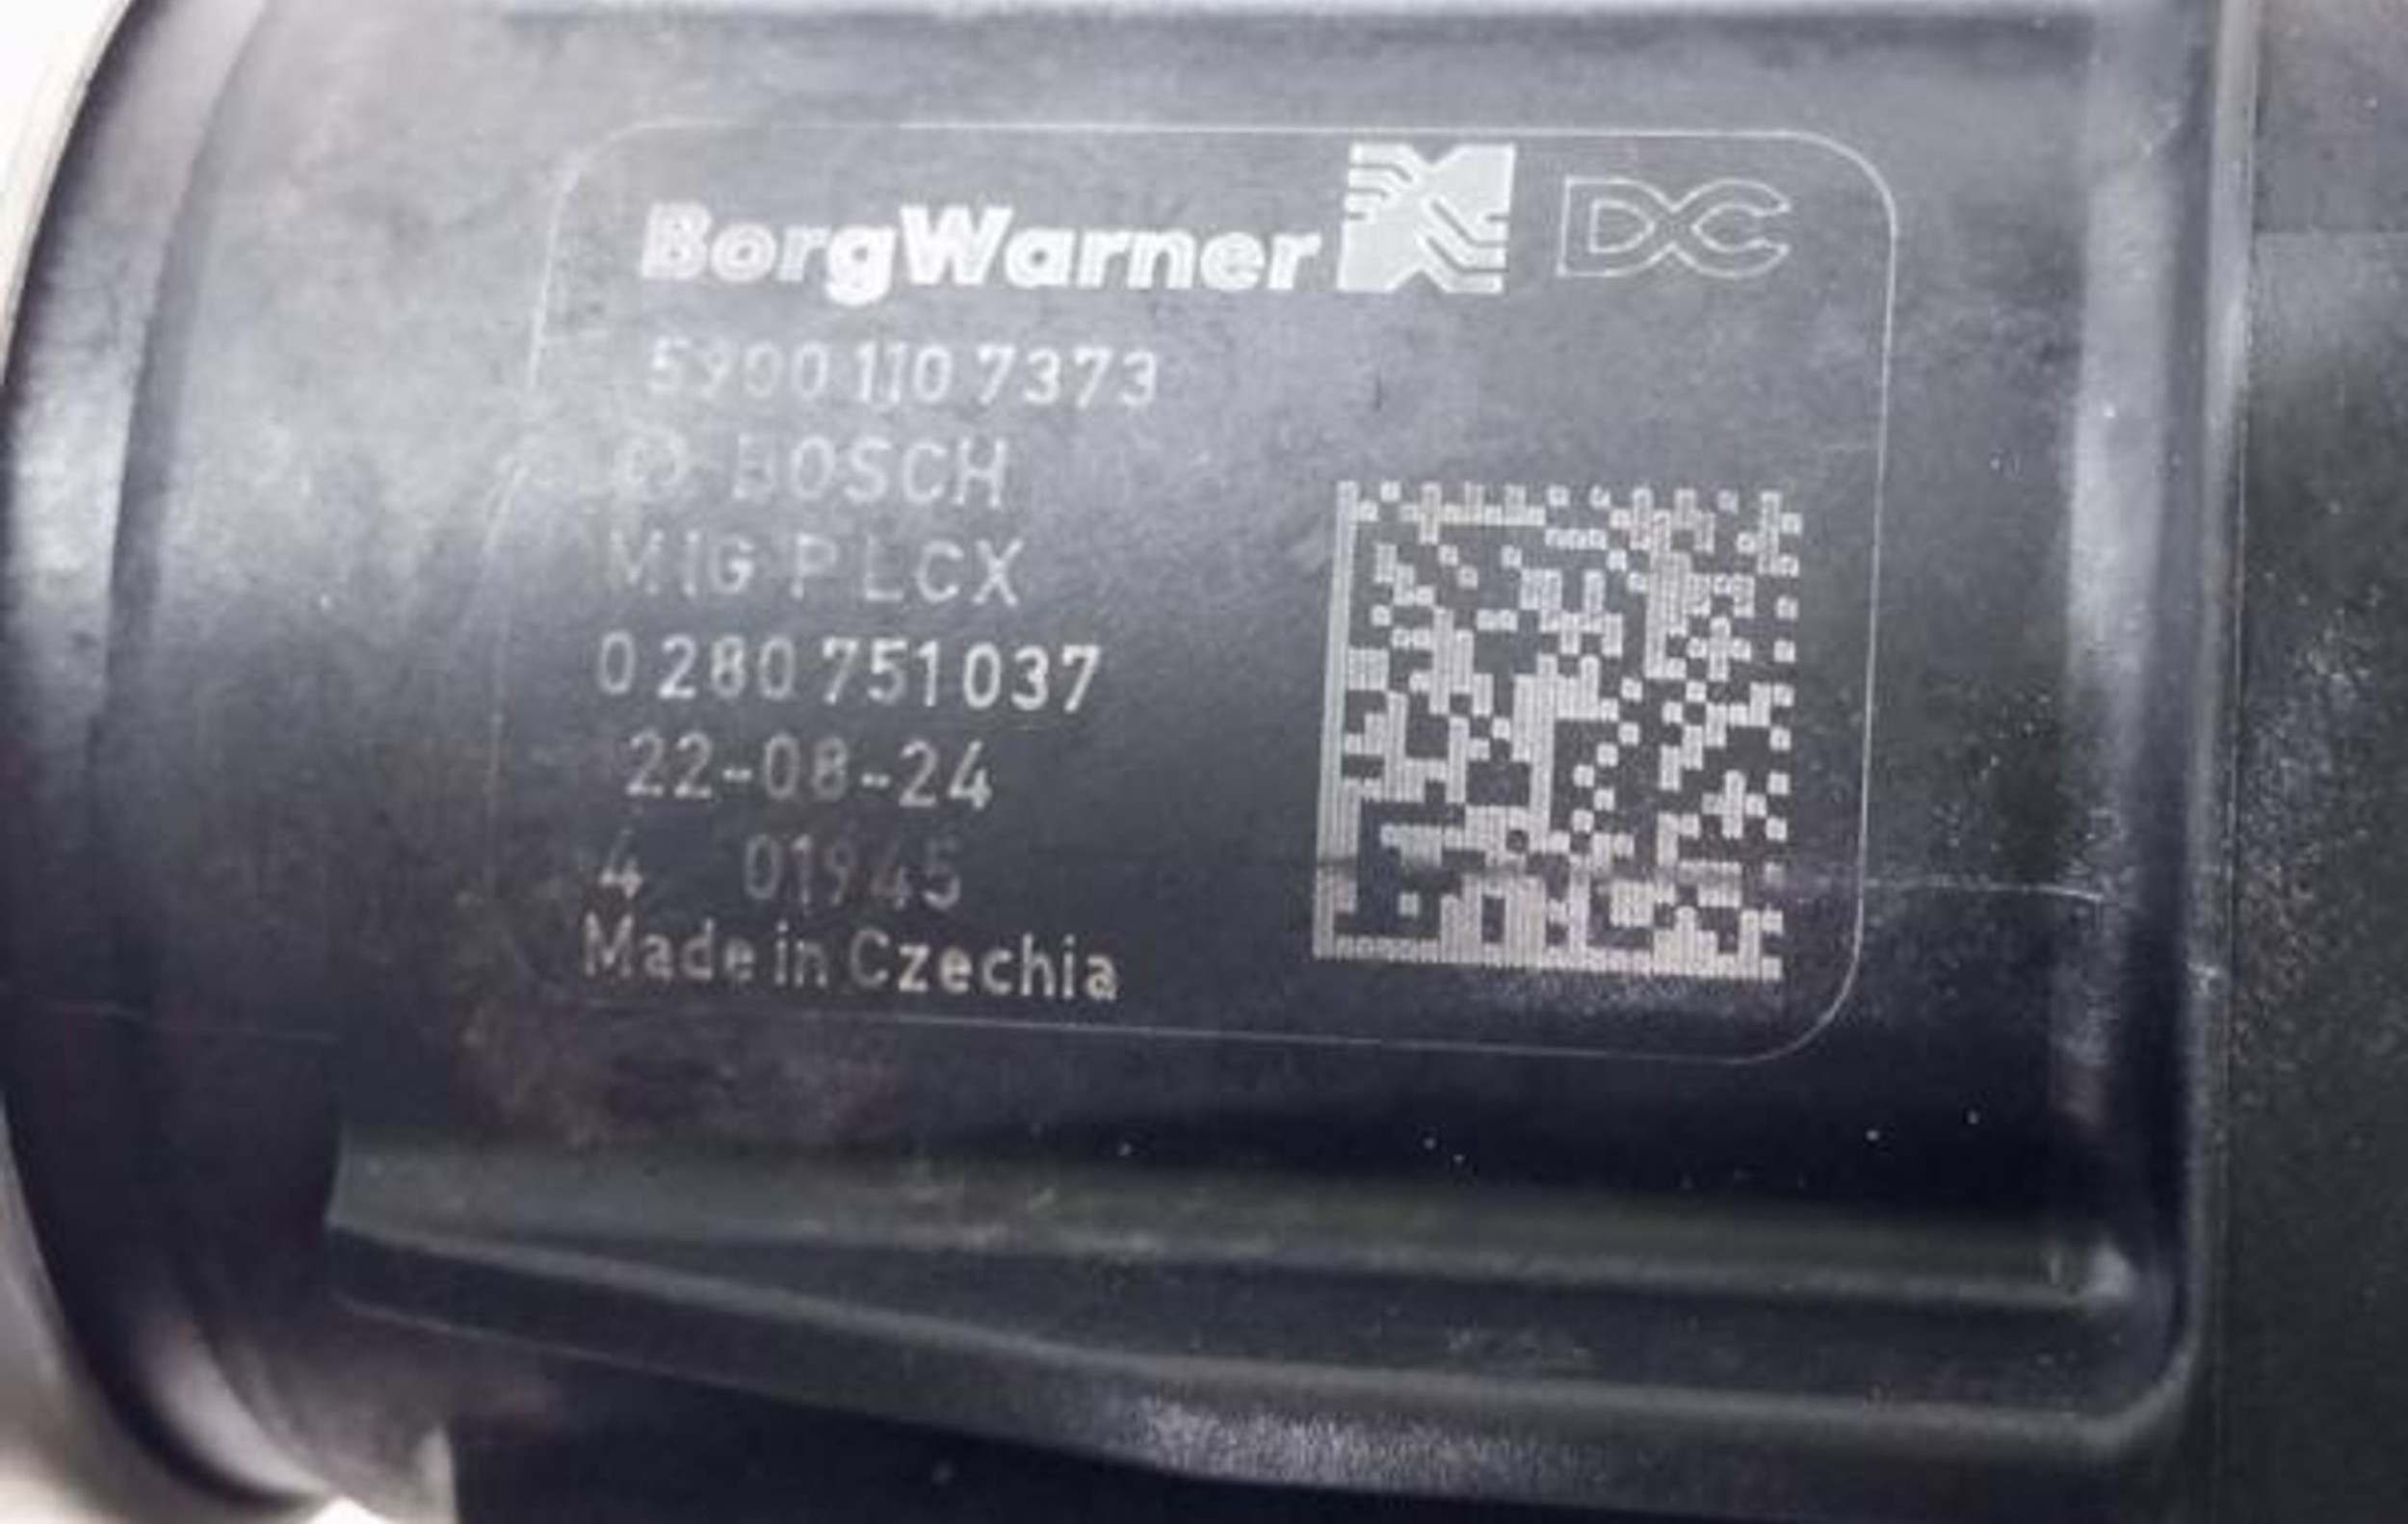 BorgWarner DC
5900 110 7373
BOSCH
MIG P LCX
0 280 751 037
22-08-24
4 01945
Made in Czechia